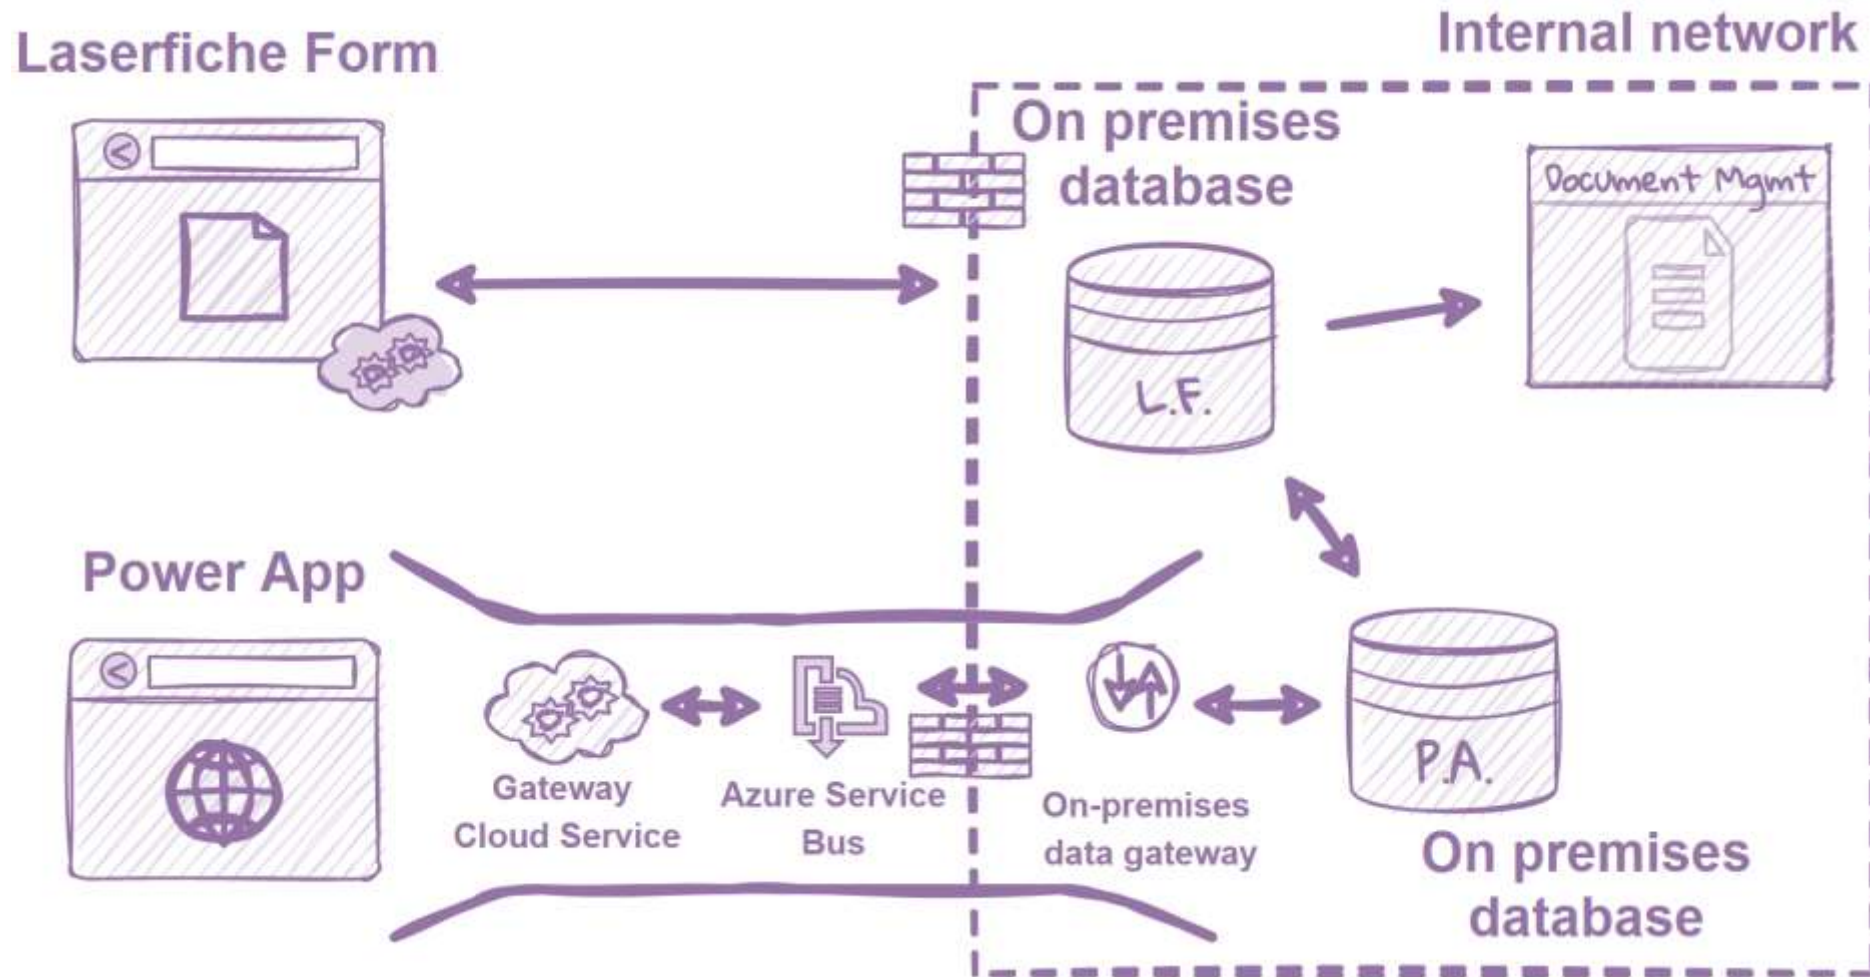 Laserfiche Form
Internal network
On premises
database
Document Mgmt
L.F.
Power App
Gateway
Cloud Service
Azure Service
Bus
On-premises
data gateway
P.A.
On premises
database